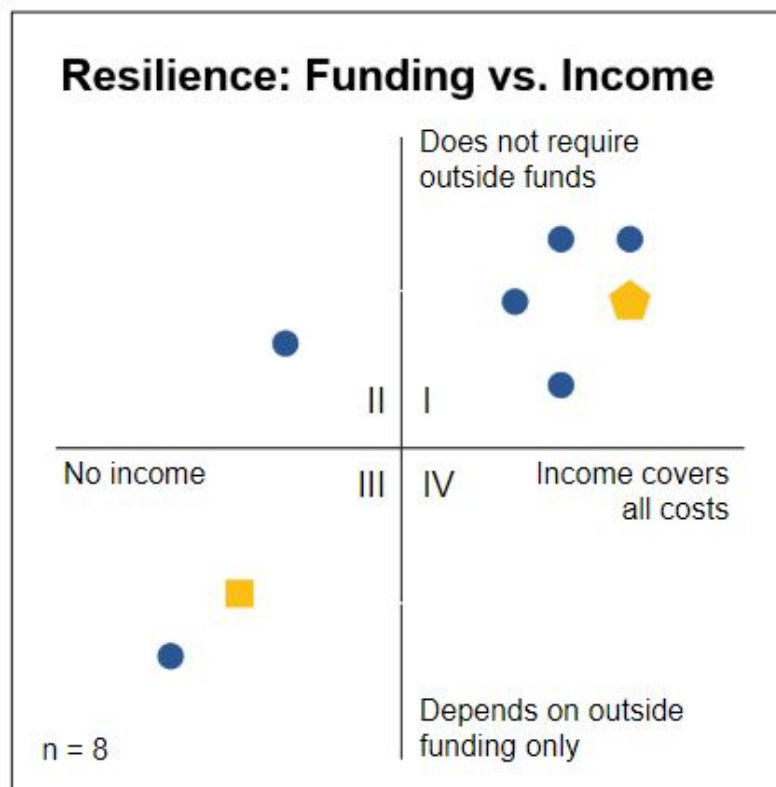 Resilience: Funding vs. Income
Does not require
outside funds
II
I
No income
III
IV
Income covers
all costs
Depends on outside
funding only
n = 8